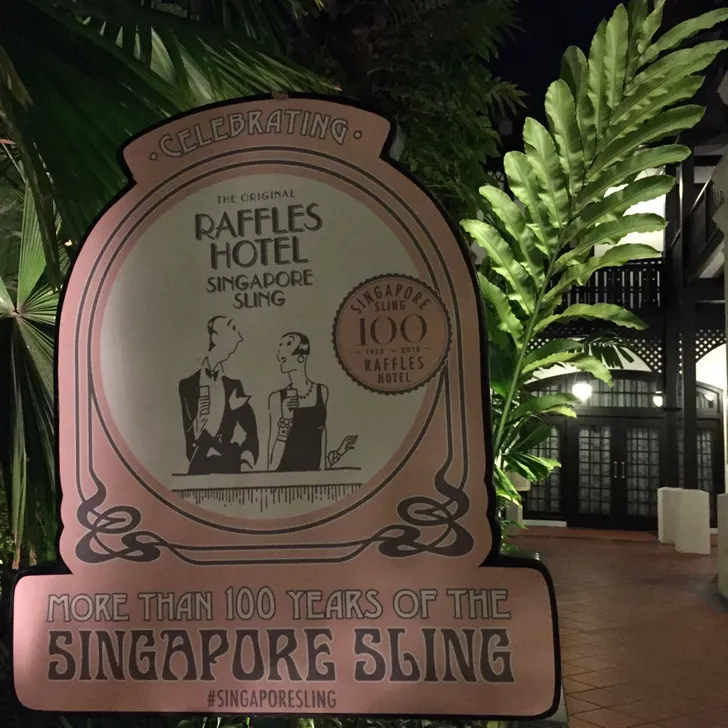 · CELEBRATING ·
THE ORIGINAL
RAFFLES
HOTEL
SINGAPORE
SLING
SINGAPORE
SLING
100
1915 ~ 2015
RAFFLES
HOTEL
MORE THAN 100 YEARS OF THE
SINGAPORE SLING
#SINGAPORESLING